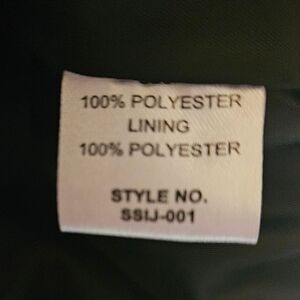 100% POLYESTER
LINING
100% POLYESTER
STYLE NO.
SSIJ-001